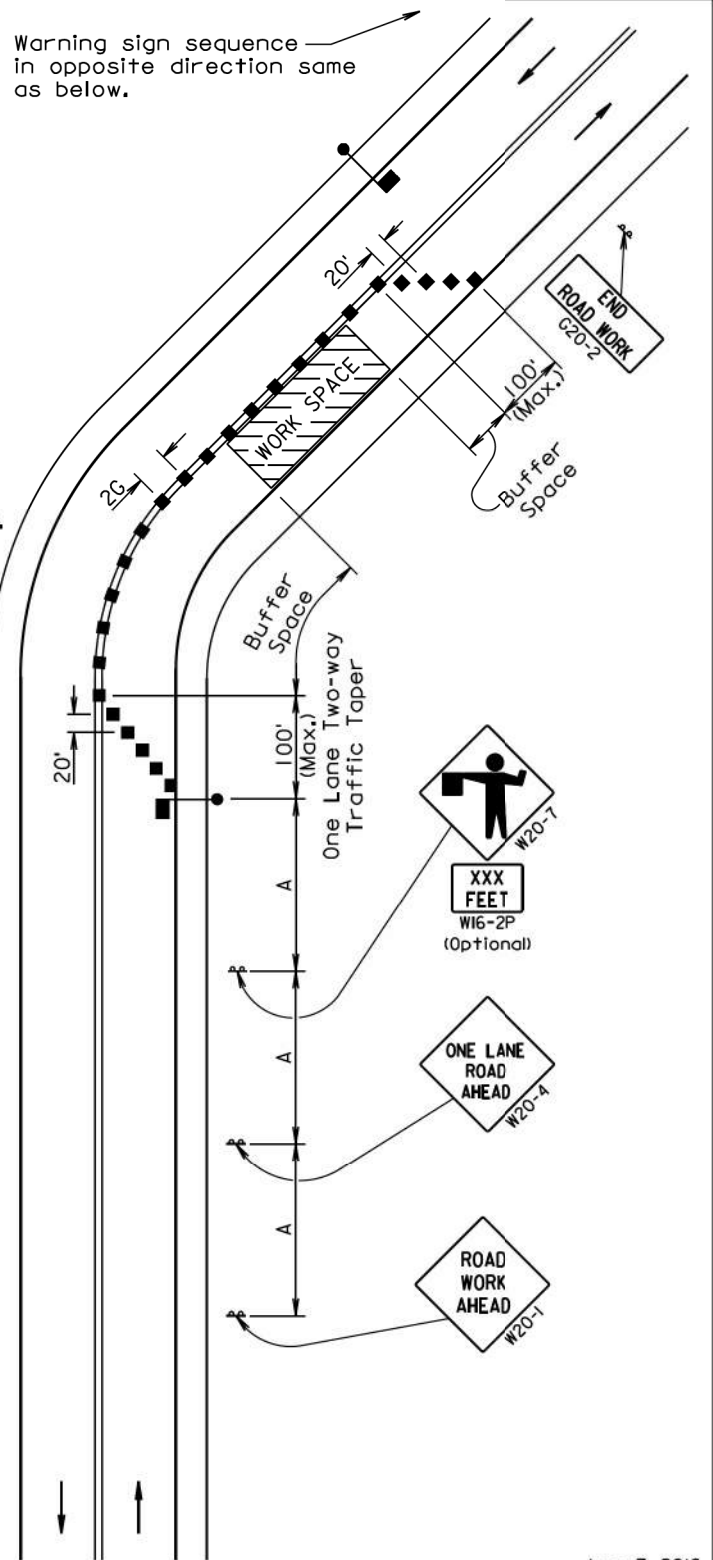 Warning sign sequence
in opposite direction same
as below.
20'
END
ROAD WORK
G20-2
100'
(Max.)
Buffer
Space
WORK SPACE
2G
Buffer
Space
100'
(Max.)
One Lane Two-way
Traffic Taper
20'
W20-7
XXX
FEET
W16-2P
(Optional)
A
A
ONE LANE
ROAD
AHEAD
W20-4
A
ROAD
WORK
AHEAD
W20-1